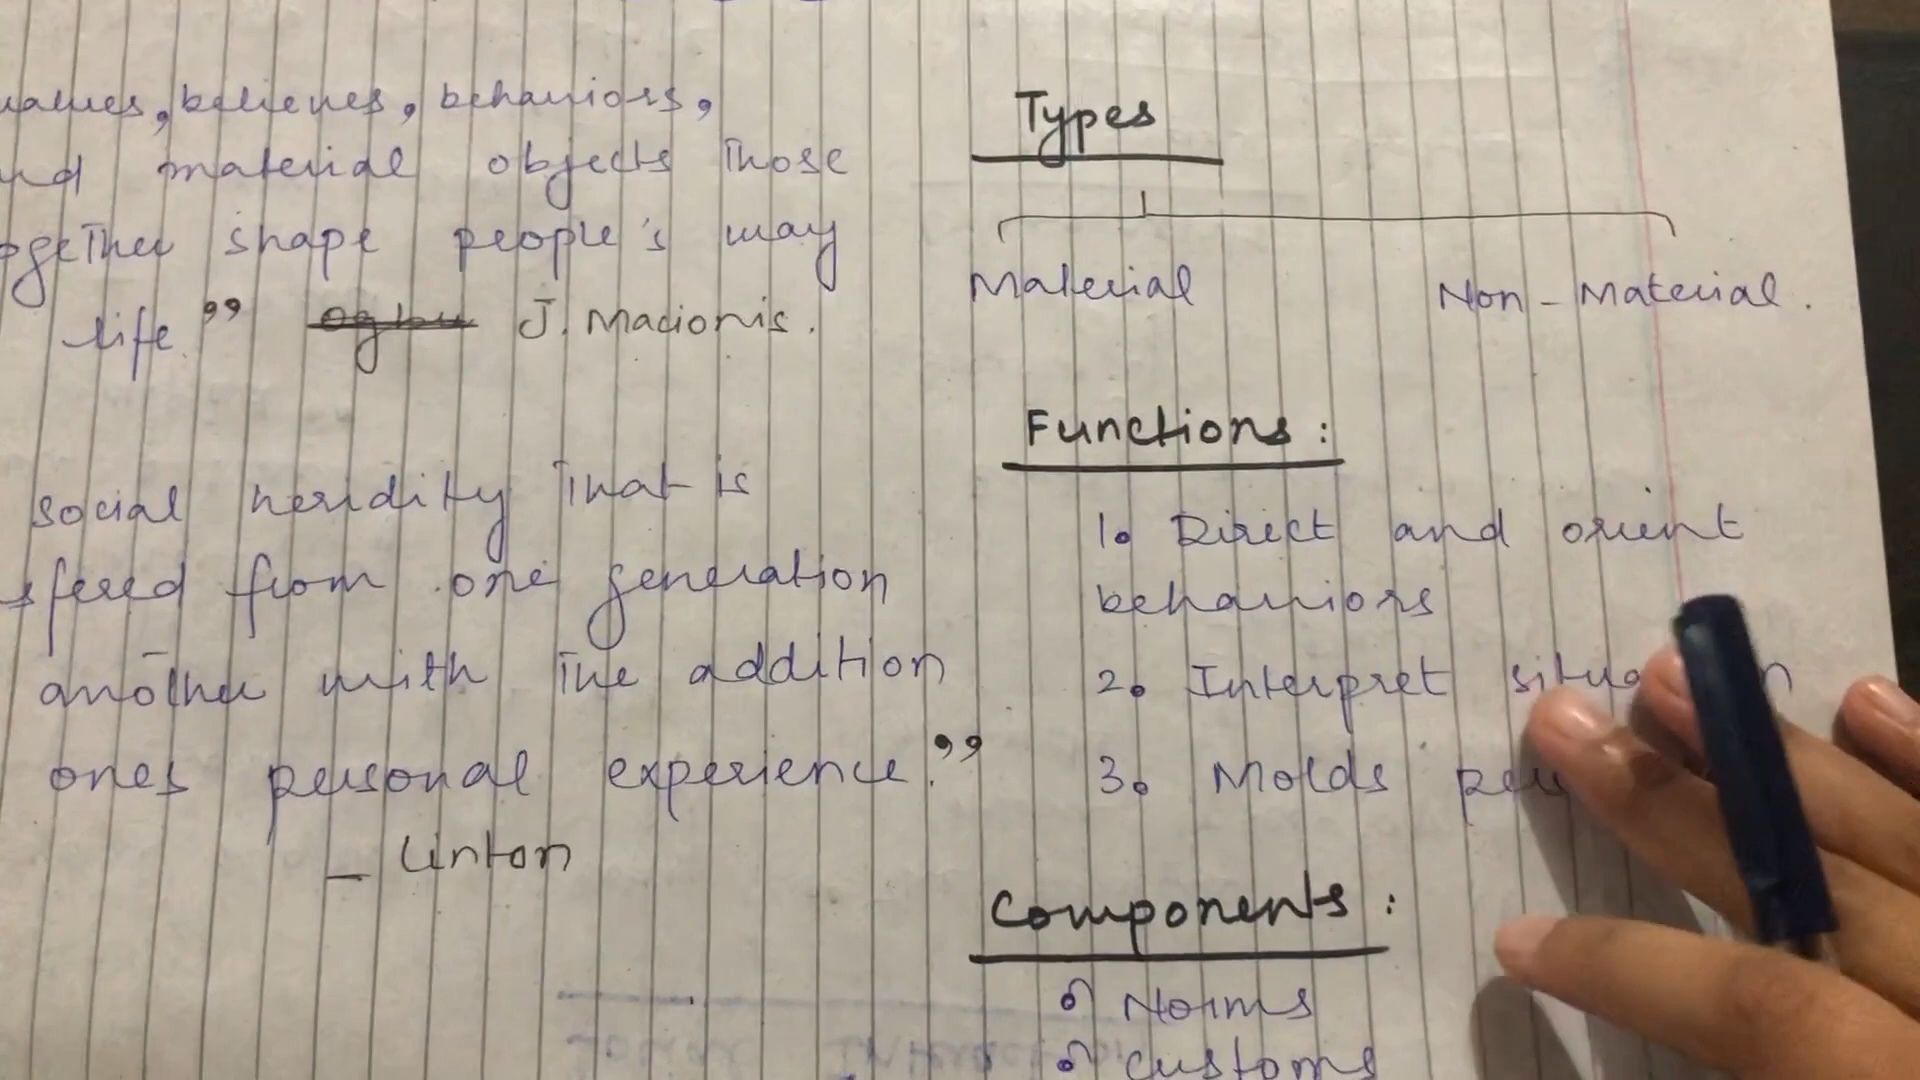 values, believes, behaviors,
and material objects those
together shape people's way
life." J. Macionis.
social heridity that is
from one generation
another with the addition
ones personal experience."
_ Linton
Types
Material Non-Material.
Functions:
1. Direct and orient
behaviors
2. Interpret
3. Molds
Components:
Norms
Customs